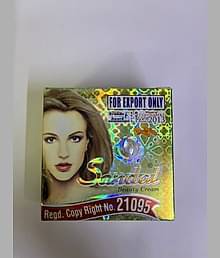 FOR EXPORT ONLY
Sandal
Beauty Cream
Regd. Copy Right No. 21095